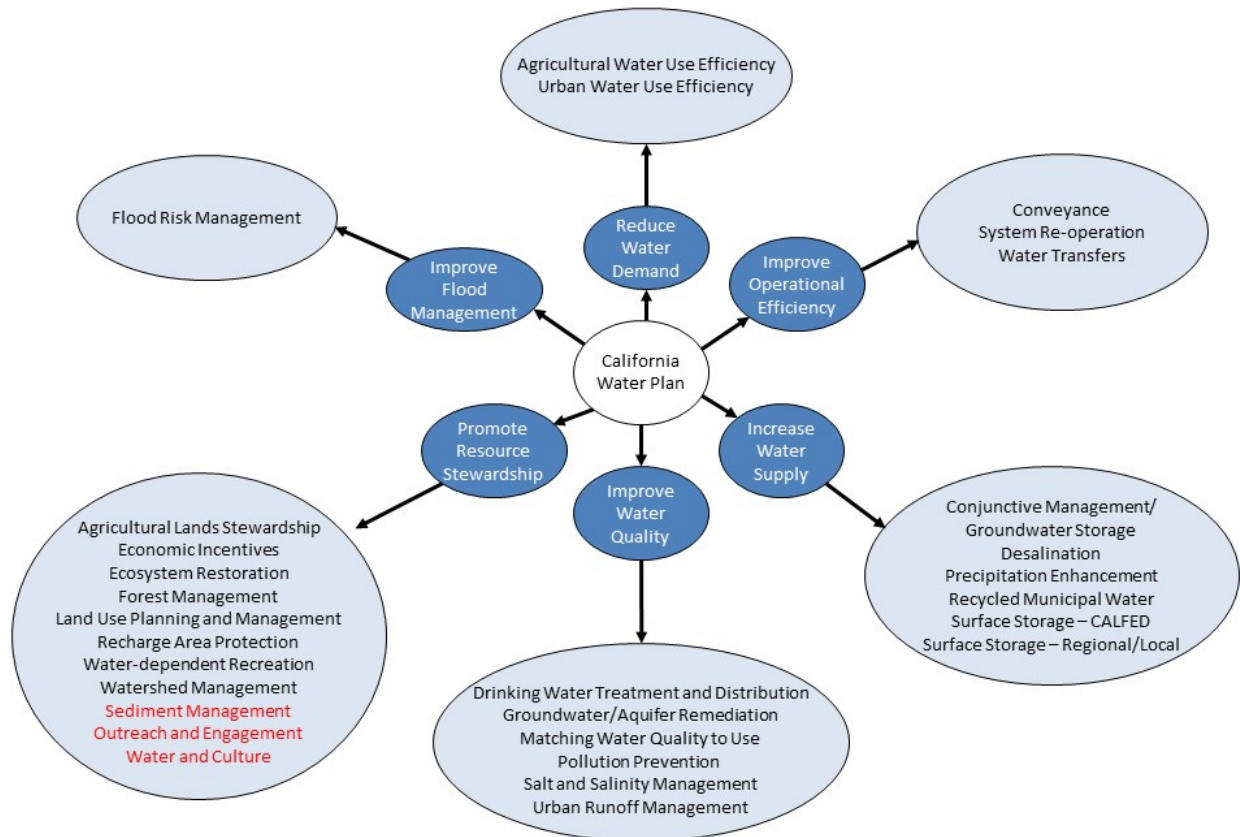 Agricultural Water Use Efficiency
Urban Water Use Efficiency
Flood Risk Management
Conveyance
System Re-operation
Water Transfers
Reduce
Water
Demand
Improve
Flood
Management
Improve
Operational
Efficiency
California
Water Plan
Promote
Resource
Stewardship
Increase
Water
Supply
Improve
Water
Quality
Agricultural Lands Stewardship
Economic Incentives
Ecosystem Restoration
Forest Management
Land Use Planning and Management
Recharge Area Protection
Water-dependent Recreation
Watershed Management
Sediment Management
Outreach and Engagement
Water and Culture
Conjunctive Management/
Groundwater Storage
Desalination
Precipitation Enhancement
Recycled Municipal Water
Surface Storage – CALFED
Surface Storage – Regional/Local
Drinking Water Treatment and Distribution
Groundwater/Aquifer Remediation
Matching Water Quality to Use
Pollution Prevention
Salt and Salinity Management
Urban Runoff Management